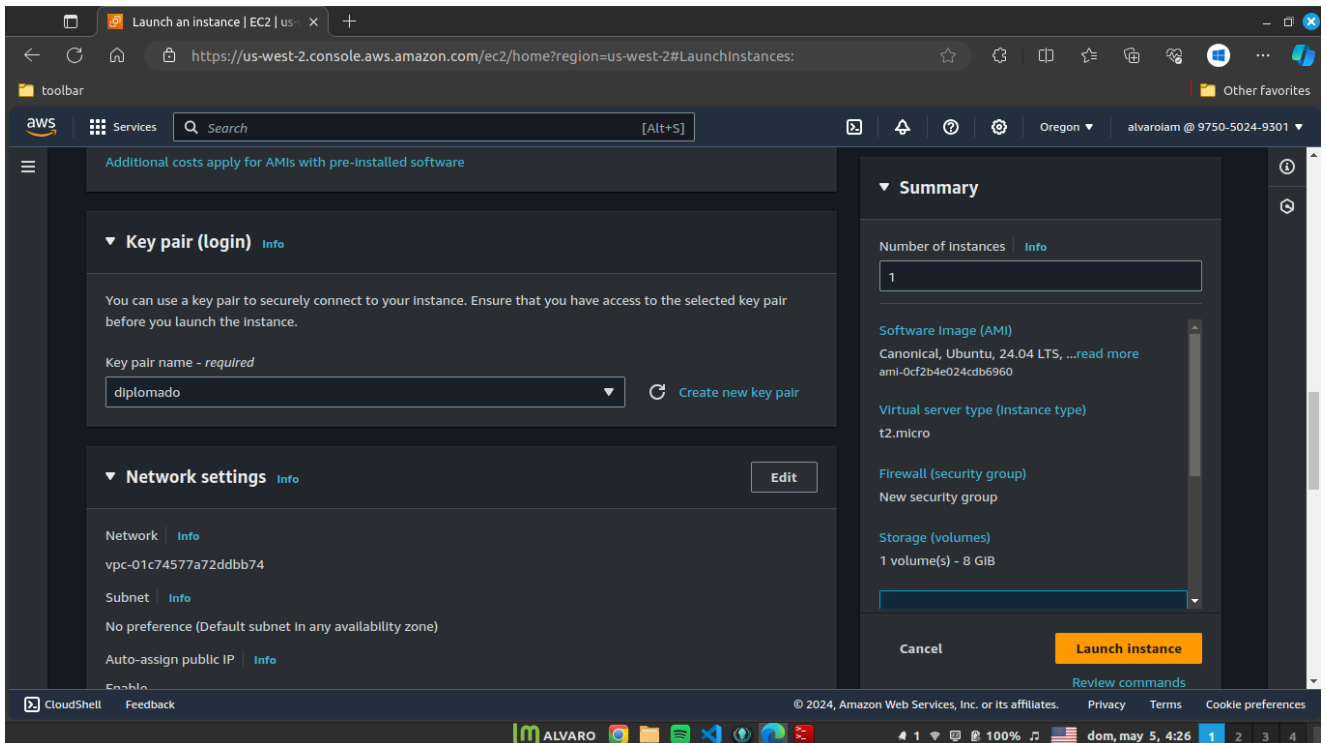 Launch an instance | EC2 | us-
https://us-west-2.console.aws.amazon.com/ec2/home?region=us-west-2#LaunchInstances:
toolbar
Other favorites
aws
Services
Search
[Alt+S]
Oregon
alvaroiam @ 9750-5024-9301
Additional costs apply for AMIs with pre-installed software
Key pair (login) Info
You can use a key pair to securely connect to your instance. Ensure that you have access to the selected key pair
before you launch the instance.
Key pair name - required
diplomado
Create new key pair
Network settings Info
Edit
Network Info
vpc-01c74577a72ddbb74
Subnet Info
No preference (Default subnet in any availability zone)
Auto-assign public IP Info
Enable
Summary
Number of instances Info
1
Software Image (AMI)
Canonical, Ubuntu, 24.04 LTS, ...read more
ami-0cf2b4e024cdb6960
Virtual server type (instance type)
t2.micro
Firewall (security group)
New security group
Storage (volumes)
1 volume(s) - 8 GiB
Cancel
Launch instance
Review commands
CloudShell
Feedback
© 2024, Amazon Web Services, Inc. or its affiliates.
Privacy
Terms
Cookie preferences
ALVARO
1
100%
dom, may 5, 4:26
1 2 3 4